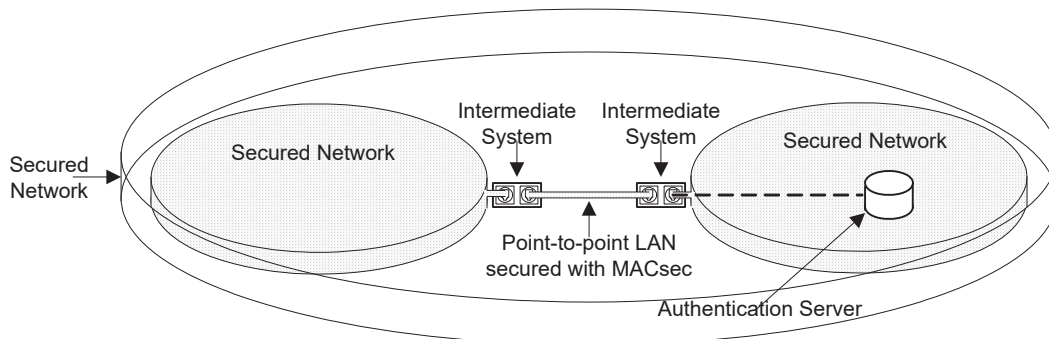 Intermediate
System
Intermediate
System
Secured Network
Secured Network
Secured
Network
Point-to-point LAN
secured with MACsec
Authentication Server